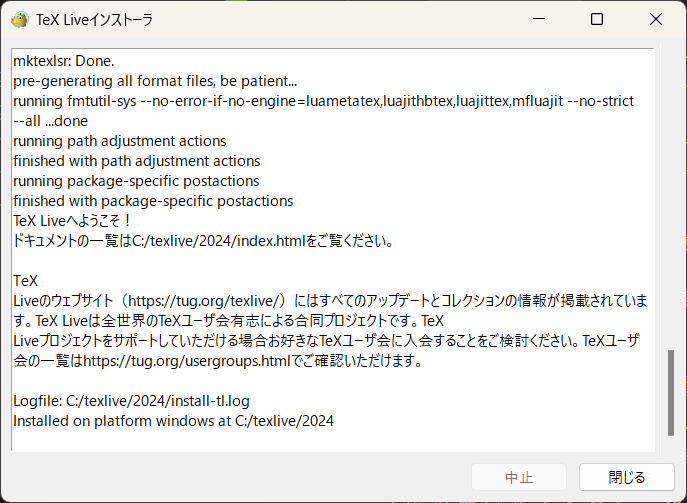 TeX Liveインストーラ
mktexlsr: Done.
pre-generating all format files, be patient...
running fmtutil-sys --no-error-if-no-engine=luametatex,luajithbtex,luajittex,mfluajit --no-strict
--all ...done
running path adjustment actions
finished with path adjustment actions
running package-specific postactions
finished with package-specific postactions
TeX Liveへようこそ！
ドキュメントの一覧はC:/texlive/2024/index.htmlをご覧ください。
TeX
Liveのウェブサイト（https://tug.org/texlive/）にはすべてのアップデートとコレクションの情報が掲載されていま
す。TeX Liveは全世界のTeXユーザ会有志による合同プロジェクトです。TeX
Liveプロジェクトをサポートしていただける場合お好きなTeXユーザ会に入会することをご検討ください。TeXユーザ
会の一覧はhttps://tug.org/usergroups.htmlでご確認いただけます。
Logfile: C:/texlive/2024/install-tl.log
Installed on platform windows at C:/texlive/2024
中止
閉じる